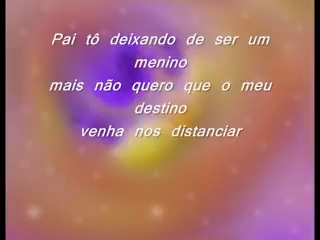 Pai tô deixando de ser um
menino
mais não quero que o meu
destino
venha nos distanciar